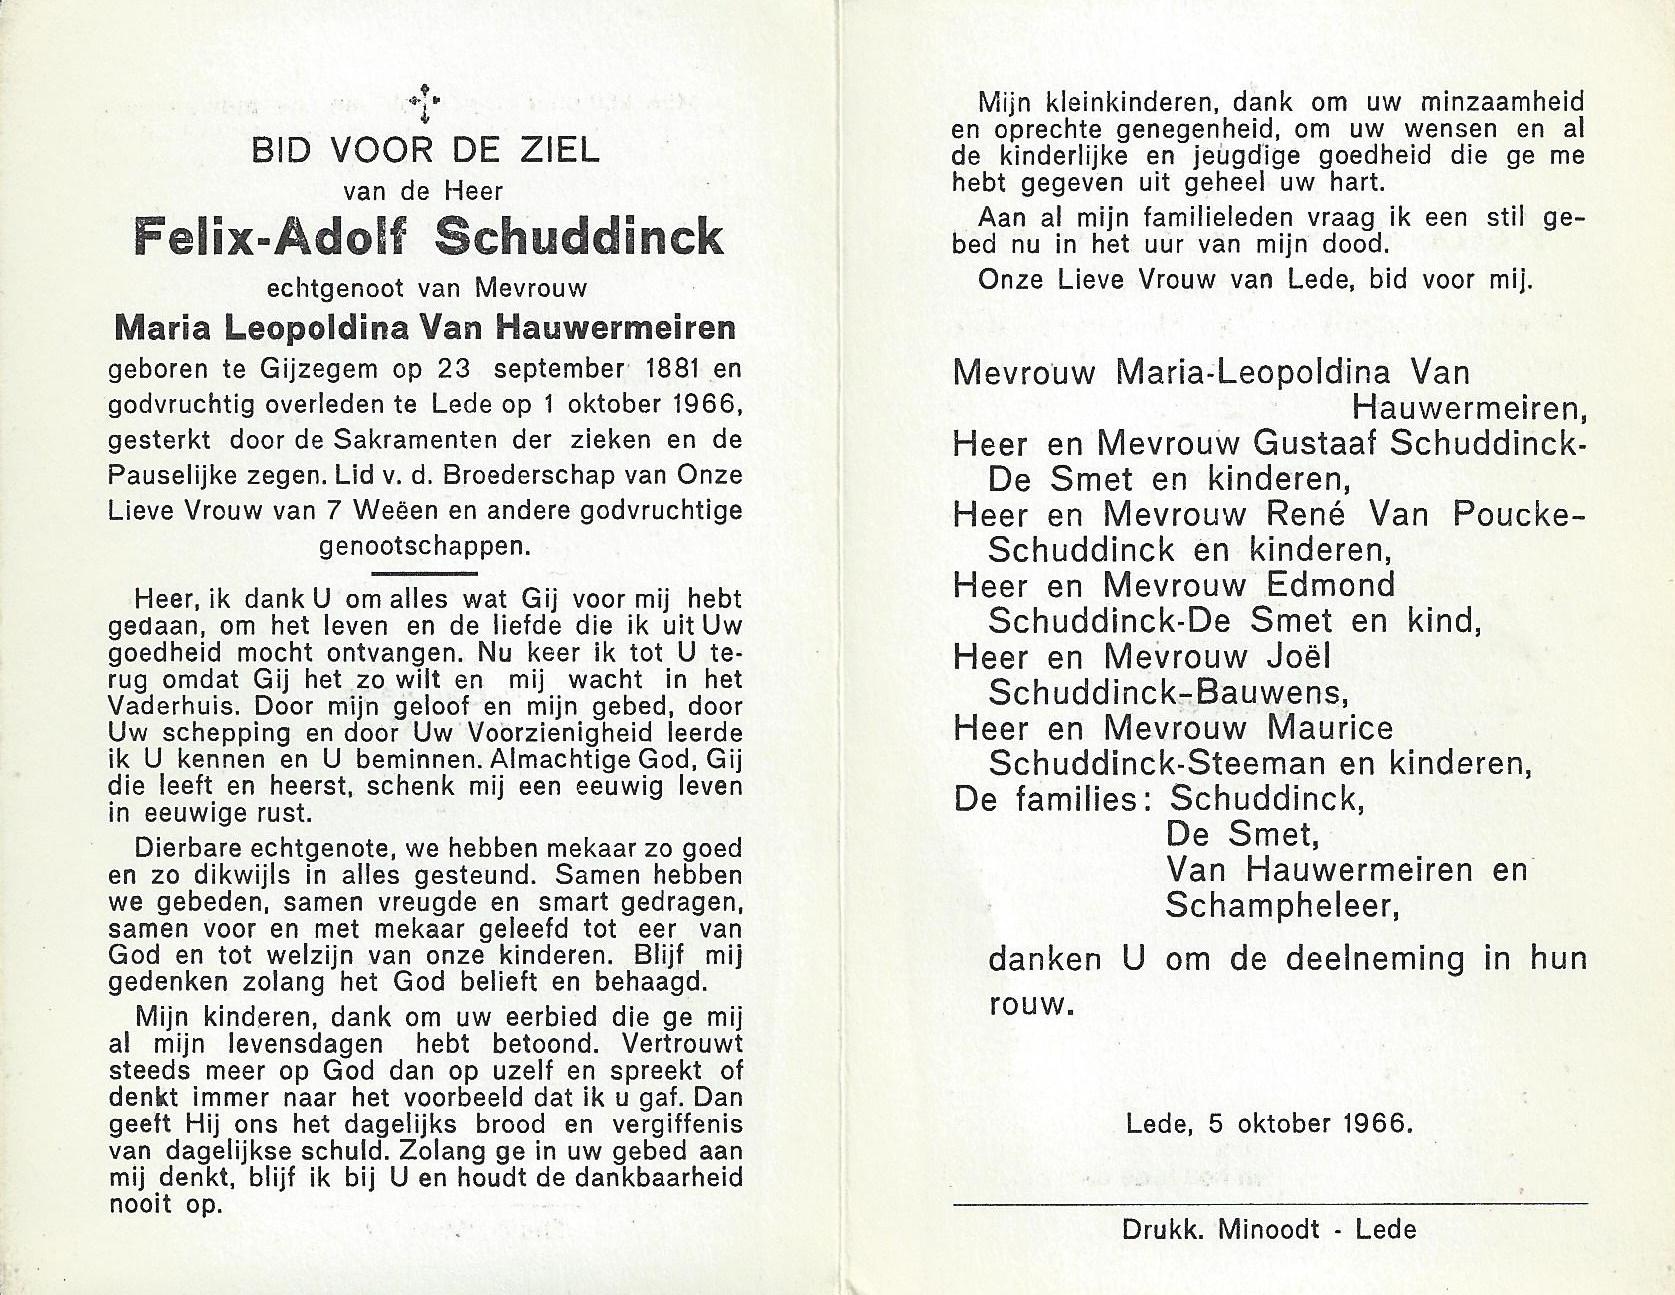 BID VOOR DE ZIEL
van de Heer
Felix-Adolf Schuddinck
echtgenoot van Mevrouw
Maria Leopoldina Van Hauwermeiren
geboren te Gijzegem op 23 september 1881 en
godvruchtig overleden te Lede op 1 oktober 1966,
gesterkt door de Sakramenten der zieken en de
Pauselijke zegen. Lid v. d. Broederschap van Onze
Lieve Vrouw van 7 Weëen en andere godvruchtige
genootschappen.
Heer, ik dank U om alles wat Gij voor mij hebt
gedaan, om het leven en de liefde die ik uit Uw
goedheid mocht ontvangen. Nu keer ik tot U te-
rug omdat Gij het zo wilt en mij wacht in het
Vaderhuis. Door mijn geloof en mijn gebed, door
Uw schepping en door Uw Voorzienigheid leerde
ik U kennen en U beminnen. Almachtige God, Gij
die leeft en heerst, schenk mij een eeuwig leven
in eeuwige rust.
Dierbare echtgenote, we hebben mekaar zo goed
en zo dikwijls in alles gesteund. Samen hebben
we gebeden, samen vreugde en smart gedragen,
samen voor en met mekaar geleefd tot eer van
God en tot welzijn van onze kinderen. Blijf mij
gedenken zolang het God belieft en behaagd.
Mijn kinderen, dank om uw eerbied die ge mij
al mijn levensdagen hebt betoond. Vertrouwt
steeds meer op God dan op uzelf en spreekt of
denkt immer naar het voorbeeld dat ik u gaf. Dan
geeft Hij ons het dagelijks brood en vergiffenis
van dagelijkse schuld. Zolang ge in uw gebed aan
mij denkt, blijf ik bij U en houdt de dankbaarheid
nooit op.
Mijn kleinkinderen, dank om uw minzaamheid
en oprechte genegenheid, om uw wensen en al
de kinderlijke en jeugdige goedheid die ge me
hebt gegeven uit geheel uw hart.
Aan al mijn familieleden vraag ik een stil ge-
bed nu in het uur van mijn dood.
Onze Lieve Vrouw van Lede, bid voor mij.
Mevrouw Maria-Leopoldina Van
Hauwermeiren,
Heer en Mevrouw Gustaaf Schuddinck-
De Smet en kinderen,
Heer en Mevrouw René Van Poucke-
Schuddinck en kinderen,
Heer en Mevrouw Edmond
Schuddinck-De Smet en kind,
Heer en Mevrouw Joël
Schuddinck-Bauwens,
Heer en Mevrouw Maurice
Schuddinck-Steeman en kinderen,
De families: Schuddinck,
De Smet,
Van Hauwermeiren en
Schampheleer,
danken U om de deelneming in hun
rouw.
Lede, 5 oktober 1966.
Drukk. Minoodt - Lede